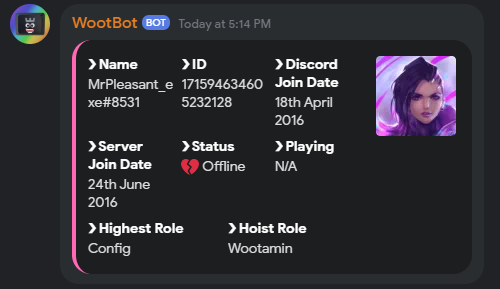 WootBot BOT Today at 5:14 PM
❯ Name ❯ ID ❯ Discord
Join Date
MrPleasant_e
xe#8531
17159463460
5232128
18th April
2016
❯ Server
Join Date
❯ Status ❯ Playing
24th June
2016
Offline
N/A
❯ Highest Role ❯ Hoist Role
Config Wootamin